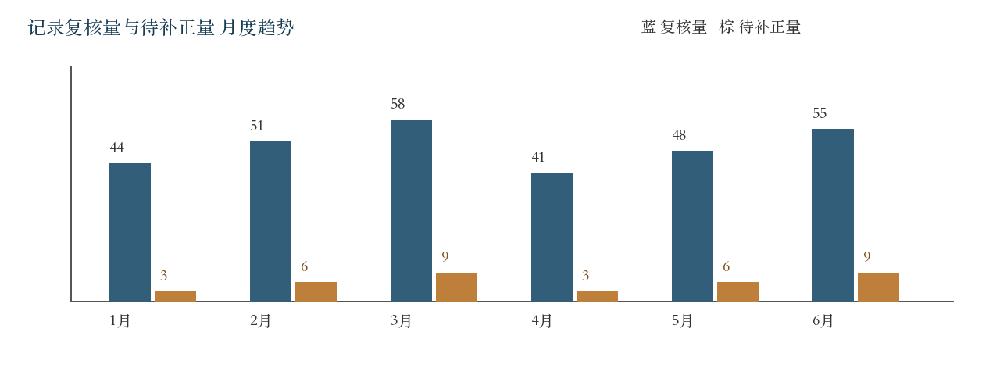 记录复核量与待补正量 月度趋势
蓝 复核量 棕 待补正量
44 3 51 6 58 9 41 3 48 6 55 9
1月 2月 3月 4月 5月 6月